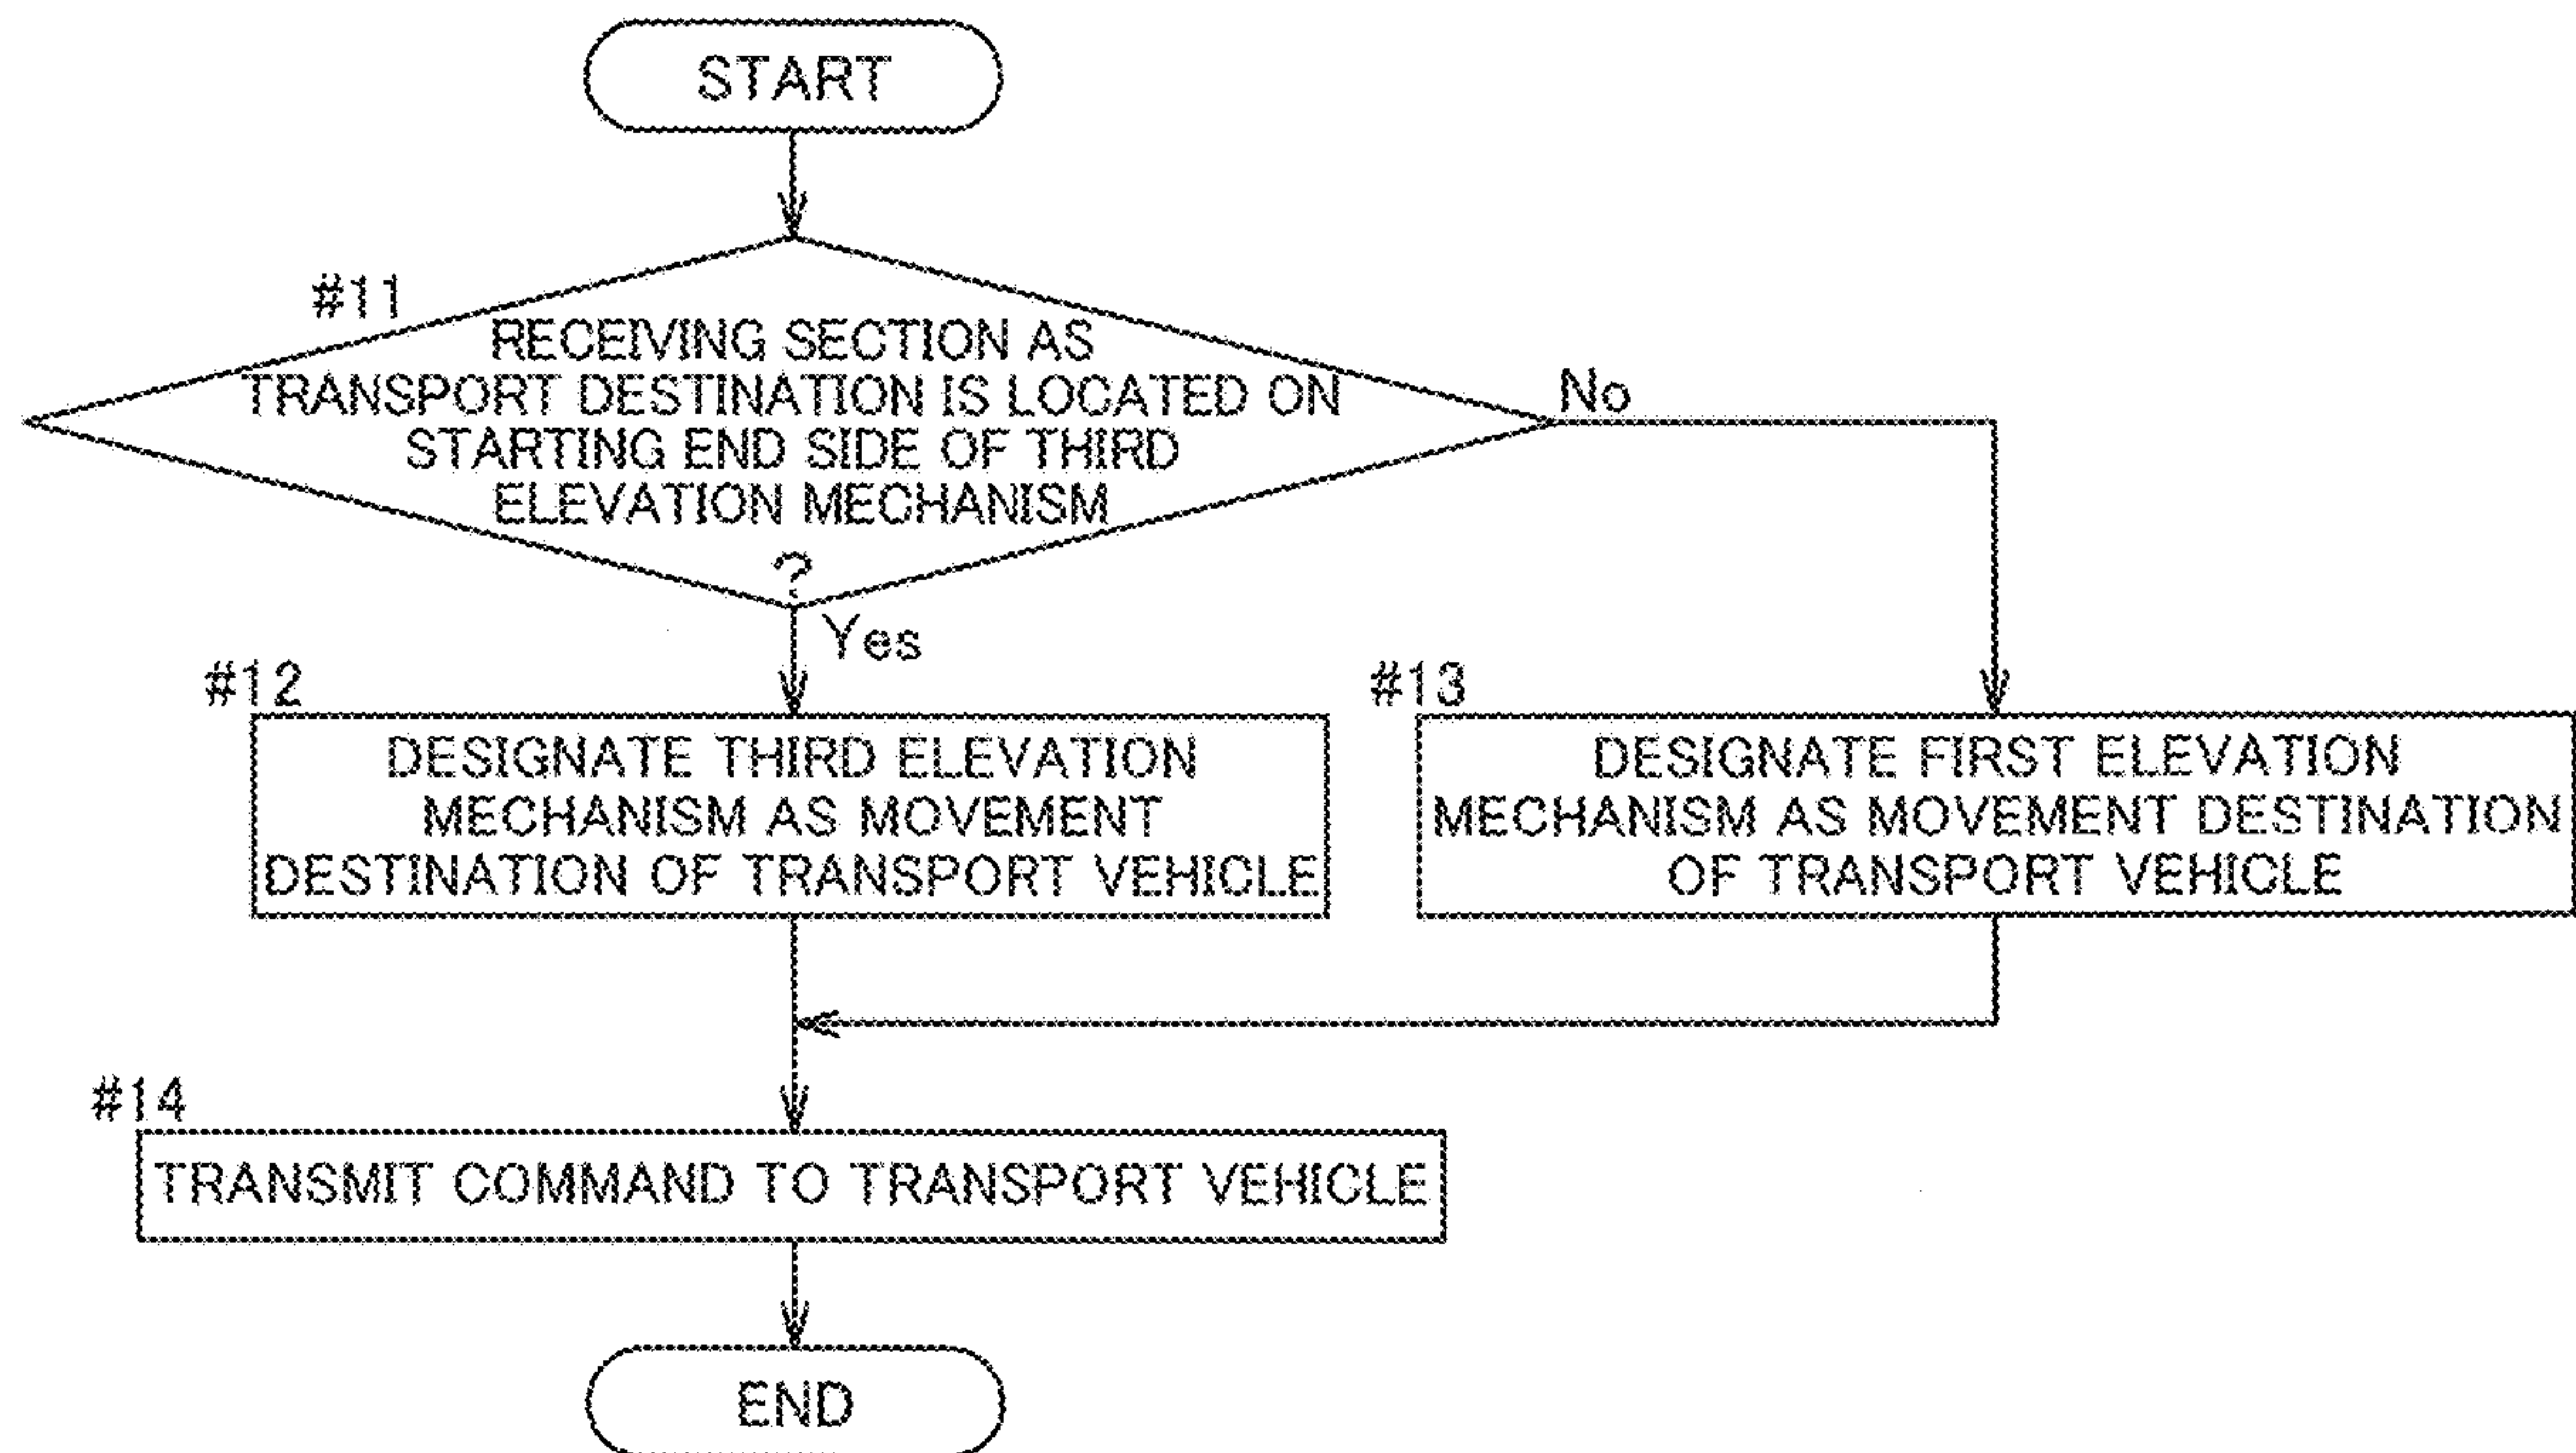 START
#11
RECEIVING SECTION AS
TRANSPORT DESTINATION IS LOCATED ON
STARTING END SIDE OF THIRD
ELEVATION MECHANISM
?
No
Yes
#12
DESIGNATE THIRD ELEVATION
MECHANISM AS MOVEMENT
DESTINATION OF TRANSPORT VEHICLE
#13
DESIGNATE FIRST ELEVATION
MECHANISM AS MOVEMENT DESTINATION
OF TRANSPORT VEHICLE
#14
TRANSMIT COMMAND TO TRANSPORT VEHICLE
END